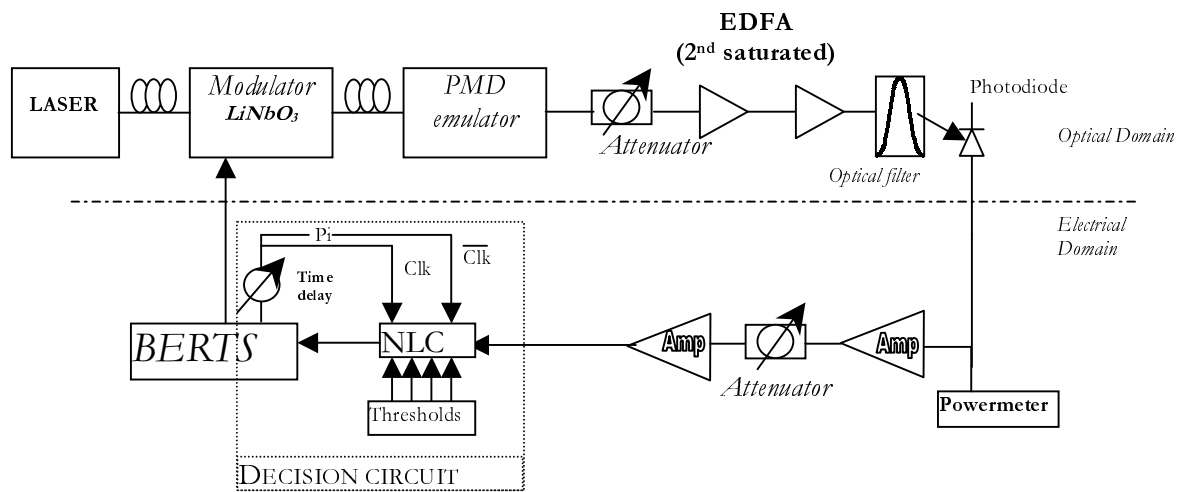 EDFA
(2nd saturated)
LASER
Modulator
LiNbO3
PMD
emulator
Attenuator
Optical filter
Photodiode
Optical Domain
Electrical
Domain
Pi
Clk
Clk
Time
delay
BERTS
NLC
Thresholds
Amp
Attenuator
Amp
Powermeter
DECISION CIRCUIT